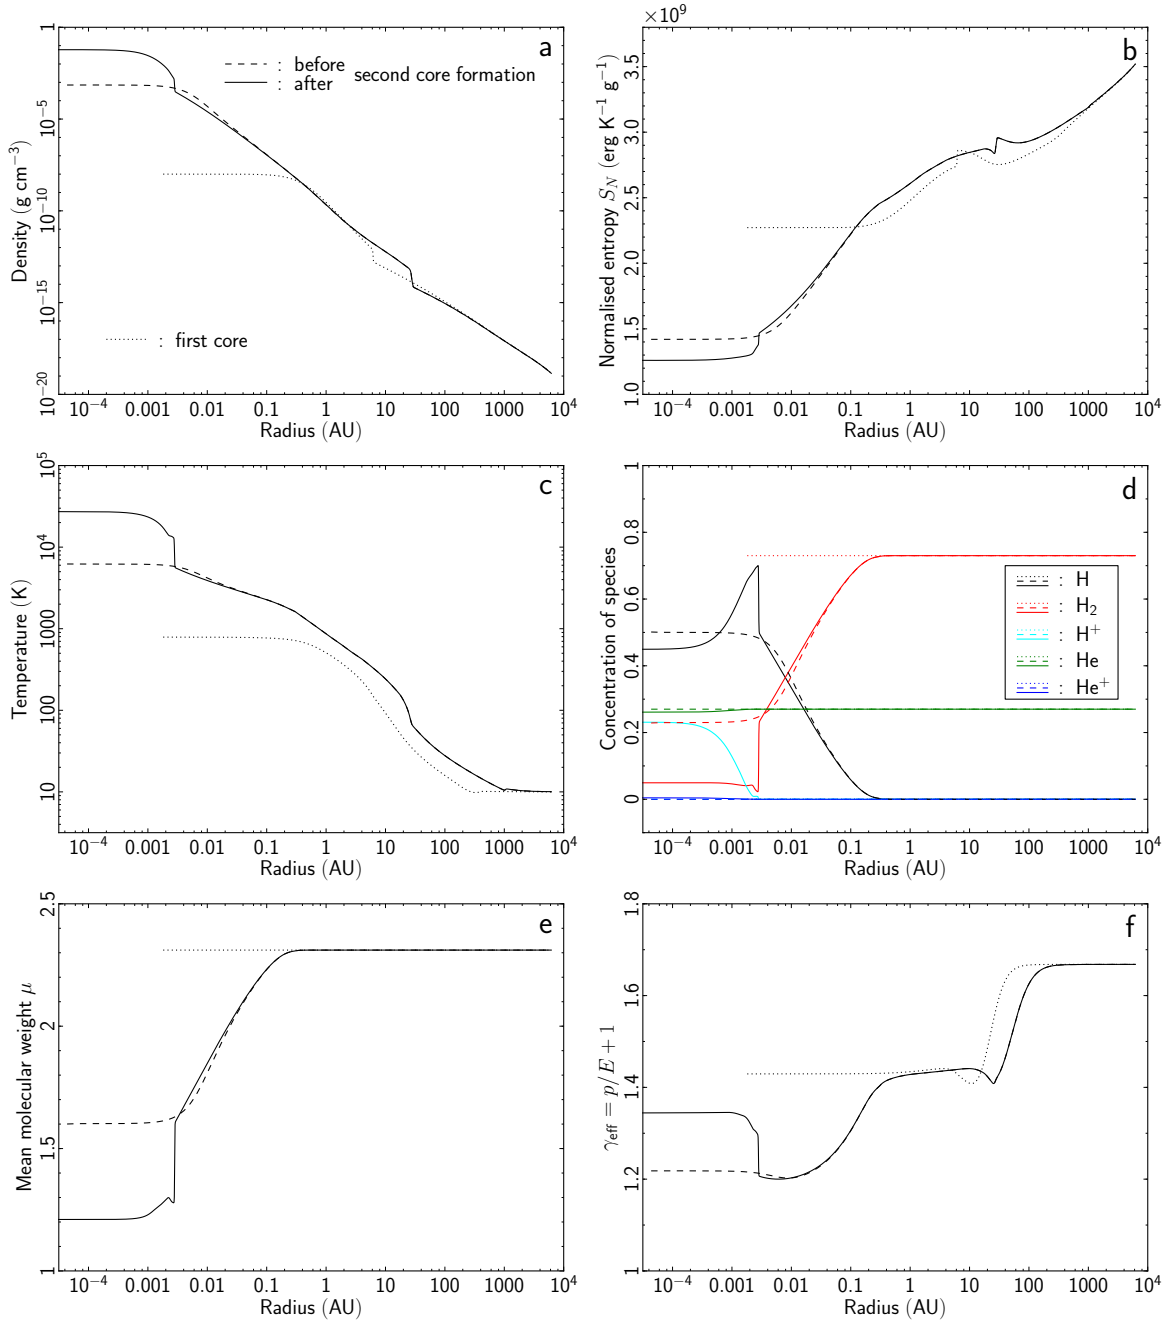 a
before
after
second core formation
first core
1
10⁻⁵
10⁻¹⁰
10⁻¹⁵
10⁻²⁰
Density (g cm⁻³)
10⁻⁴ 0.001 0.01 0.1 1 10 100 1000 10⁴
Radius (AU)
×10⁹
b
3.5
3.0
2.5
2.0
1.5
1.0
Normalised entropy S_N (erg K⁻¹ g⁻¹)
10⁻⁴ 0.001 0.01 0.1 1 10 100 1000 10⁴
Radius (AU)
c
10⁵
10⁴
1000
100
10
Temperature (K)
10⁻⁴ 0.001 0.01 0.1 1 10 100 1000 10⁴
Radius (AU)
d
1
0.8
0.6
0.4
0.2
0
Concentration of species
: H
: H₂
: H⁺
: He
: He⁺
10⁻⁴ 0.001 0.01 0.1 1 10 100 1000 10⁴
Radius (AU)
e
2.5
2
1.5
1
Mean molecular weight μ
10⁻⁴ 0.001 0.01 0.1 1 10 100 1000 10⁴
Radius (AU)
f
1.8
1.6
1.4
1.2
1
γ_eff = p/E + 1
10⁻⁴ 0.001 0.01 0.1 1 10 100 1000 10⁴
Radius (AU)